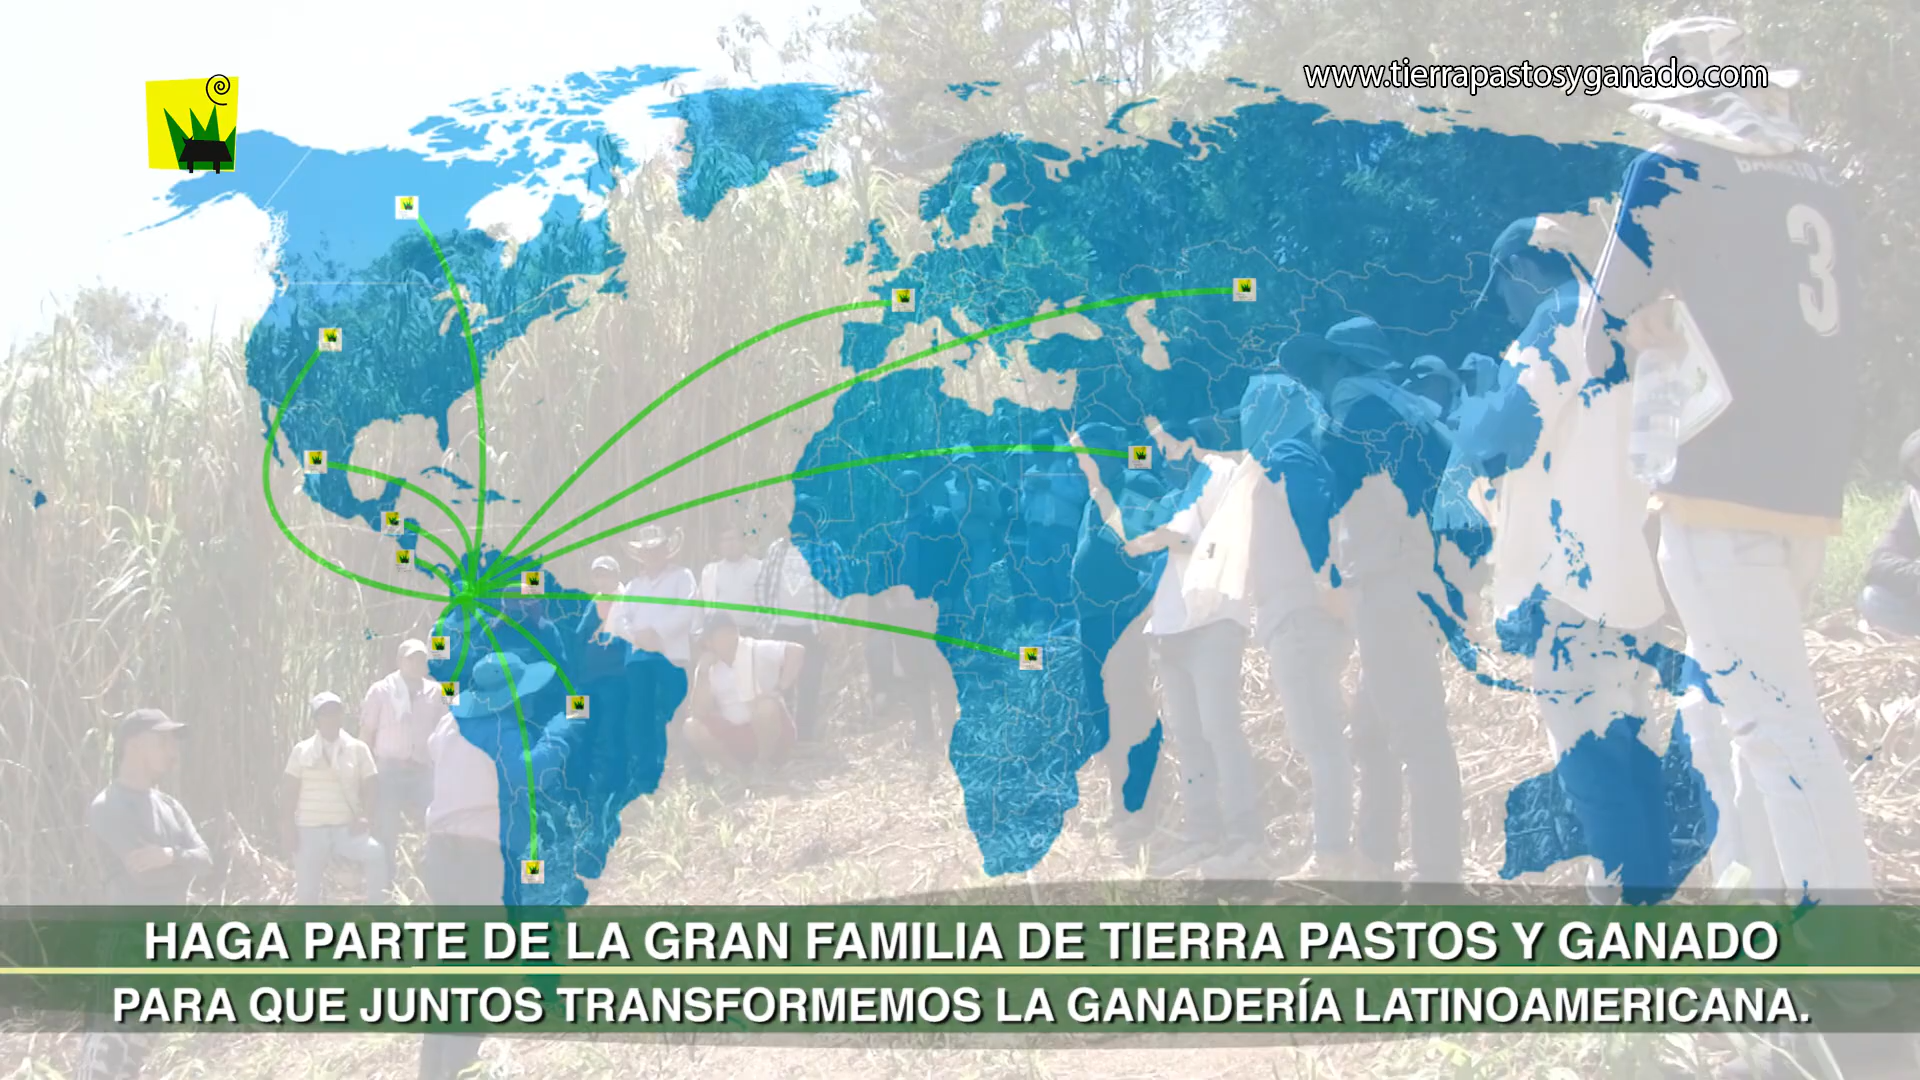 www.tierrapastosyganado.com
3
HAGA PARTE DE LA GRAN FAMILIA DE TIERRA PASTOS Y GANADO
PARA QUE JUNTOS TRANSFORMEMOS LA GANADERÍA LATINOAMERICANA.